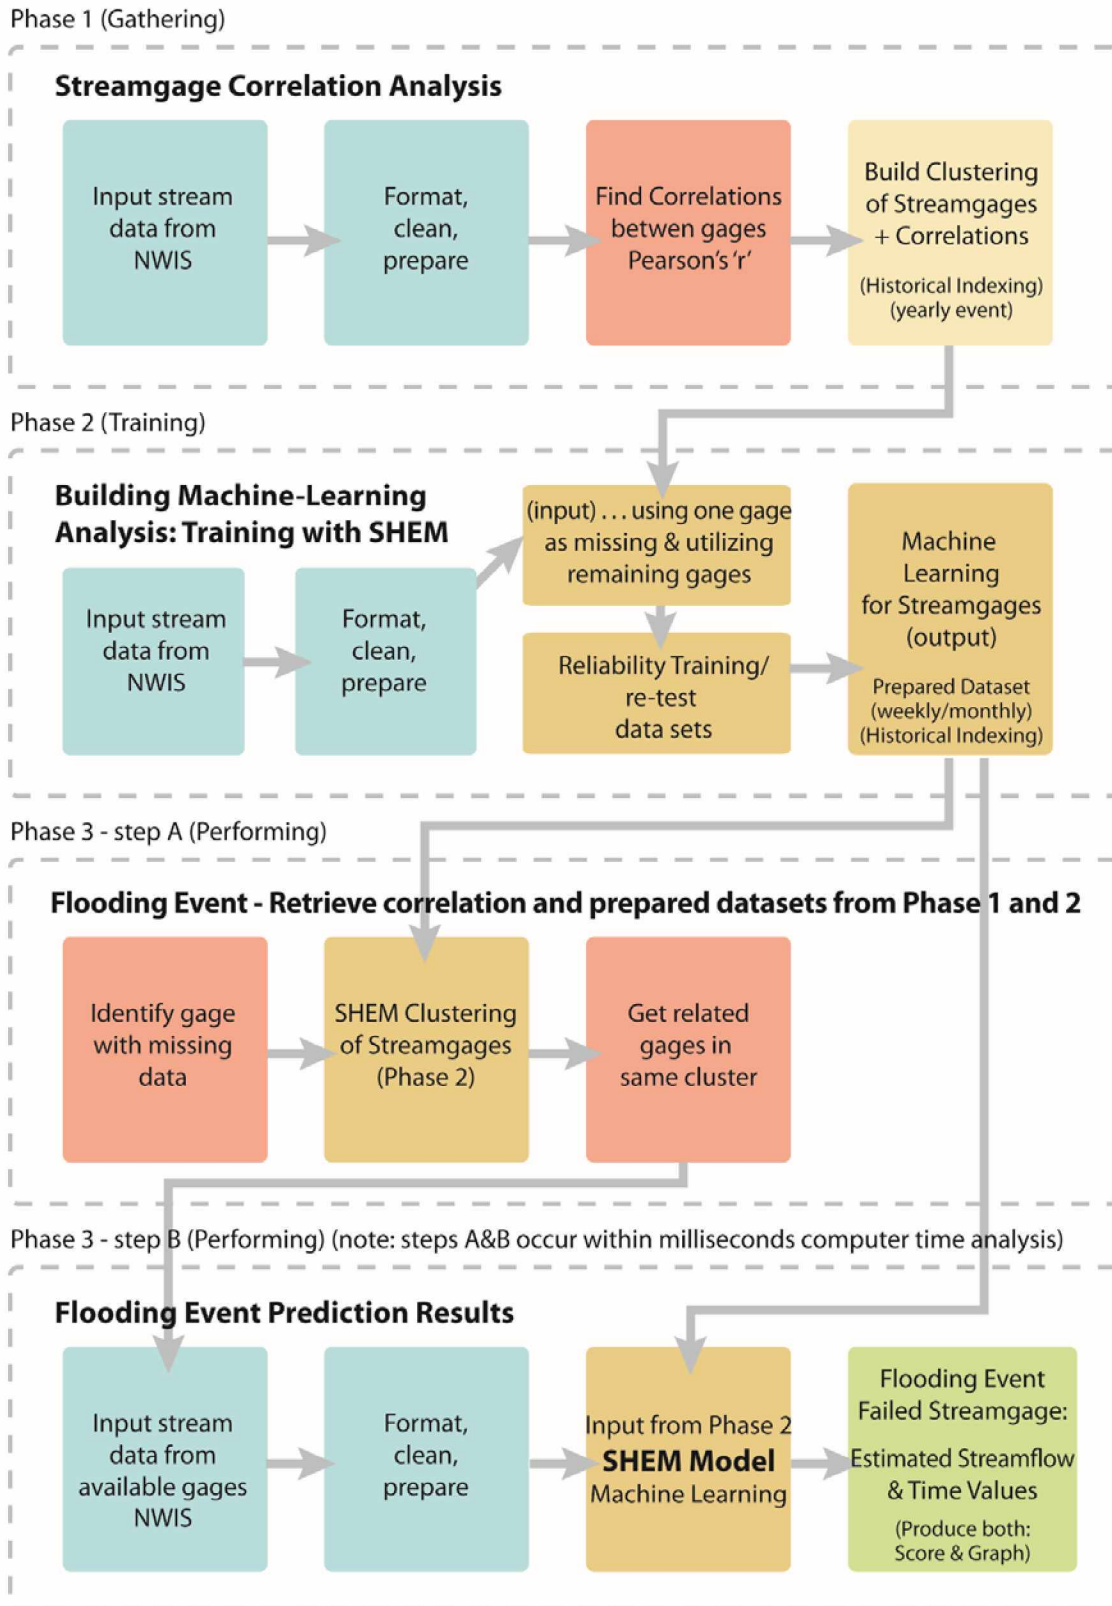 Phase 1 (Gathering)
Streamgage Correlation Analysis
Input stream
data from
NWIS
Format,
clean,
prepare
Find Correlations
betwen gages
Pearson's 'r'
Build Clustering
of Streamgages
+ Correlations
(Historical Indexing)
(yearly event)
Phase 2 (Training)
Building Machine-Learning
Analysis: Training with SHEM
Input stream
data from
NWIS
Format,
clean,
prepare
(input) . . . using one gage
as missing & utilizing
remaining gages
Reliability Training/
re-test
data sets
Machine
Learning
for Streamgages
(output)
Prepared Dataset
(weekly/monthly)
(Historical Indexing)
Phase 3 - step A (Performing)
Flooding Event - Retrieve correlation and prepared datasets from Phase 1 and 2
Identify gage
with missing
data
SHEM Clustering
of Streamgages
(Phase 2)
Get related
gages in
same cluster
Phase 3 - step B (Performing) (note: steps A&B occur within milliseconds computer time analysis)
Flooding Event Prediction Results
Input stream
data from
available gages
NWIS
Format,
clean,
prepare
Input from Phase 2
SHEM Model
Machine Learning
Flooding Event
Failed Streamgage:
Estimated Streamflow
& Time Values
(Produce both:
Score & Graph)